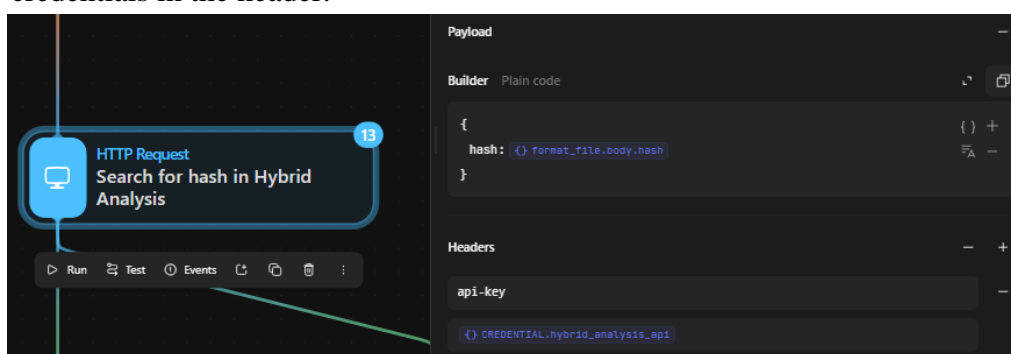 credentials in the header.
13
HTTP Request
Search for hash in Hybrid
Analysis
Run Test Events
Payload
Builder Plain code
{
hash: {} format_file.body.hash
}
Headers
api-key
{} CREDENTIAL.hybrid_analysis_api